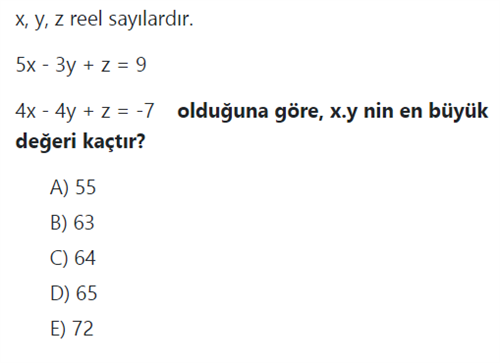 x, y, z reel sayılardır.
5x - 3y + z = 9
4x - 4y + z = -7 olduğuna göre, x.y nin en büyük
değeri kaçtır?
A) 55
B) 63
C) 64
D) 65
E) 72